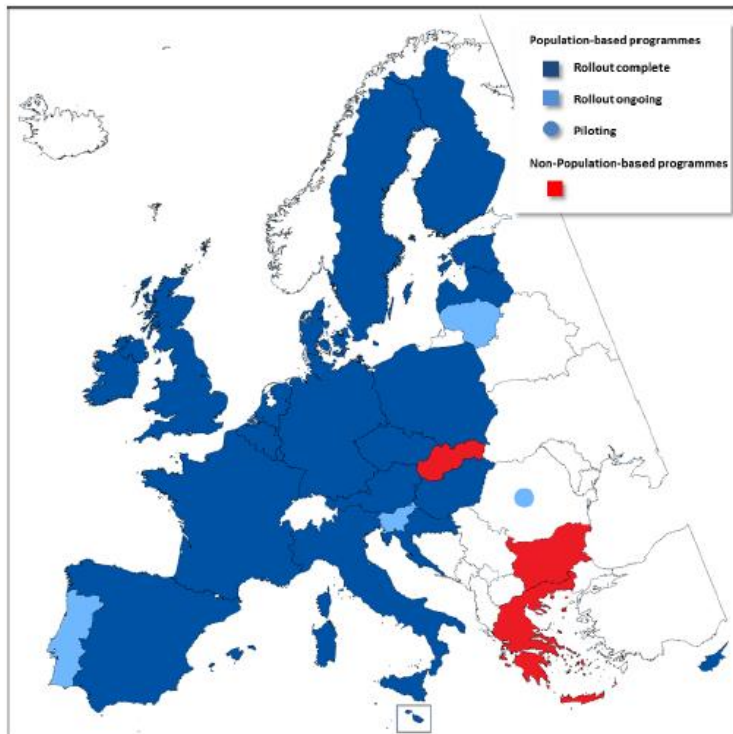 Population-based programmes
Rollout complete
Rollout ongoing
Piloting
Non-Population-based programmes